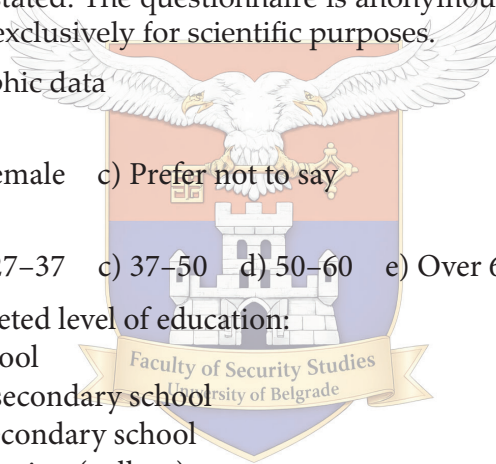 stated. The questionnaire is anonymous
exclusively for scientific purposes.
phic data
emale c) Prefer not to say
27–37 c) 37–50 d) 50–60 e) Over 6
eted level of education:
ool
Faculty of Security Studies
secondary school
University of Belgrade
condary school